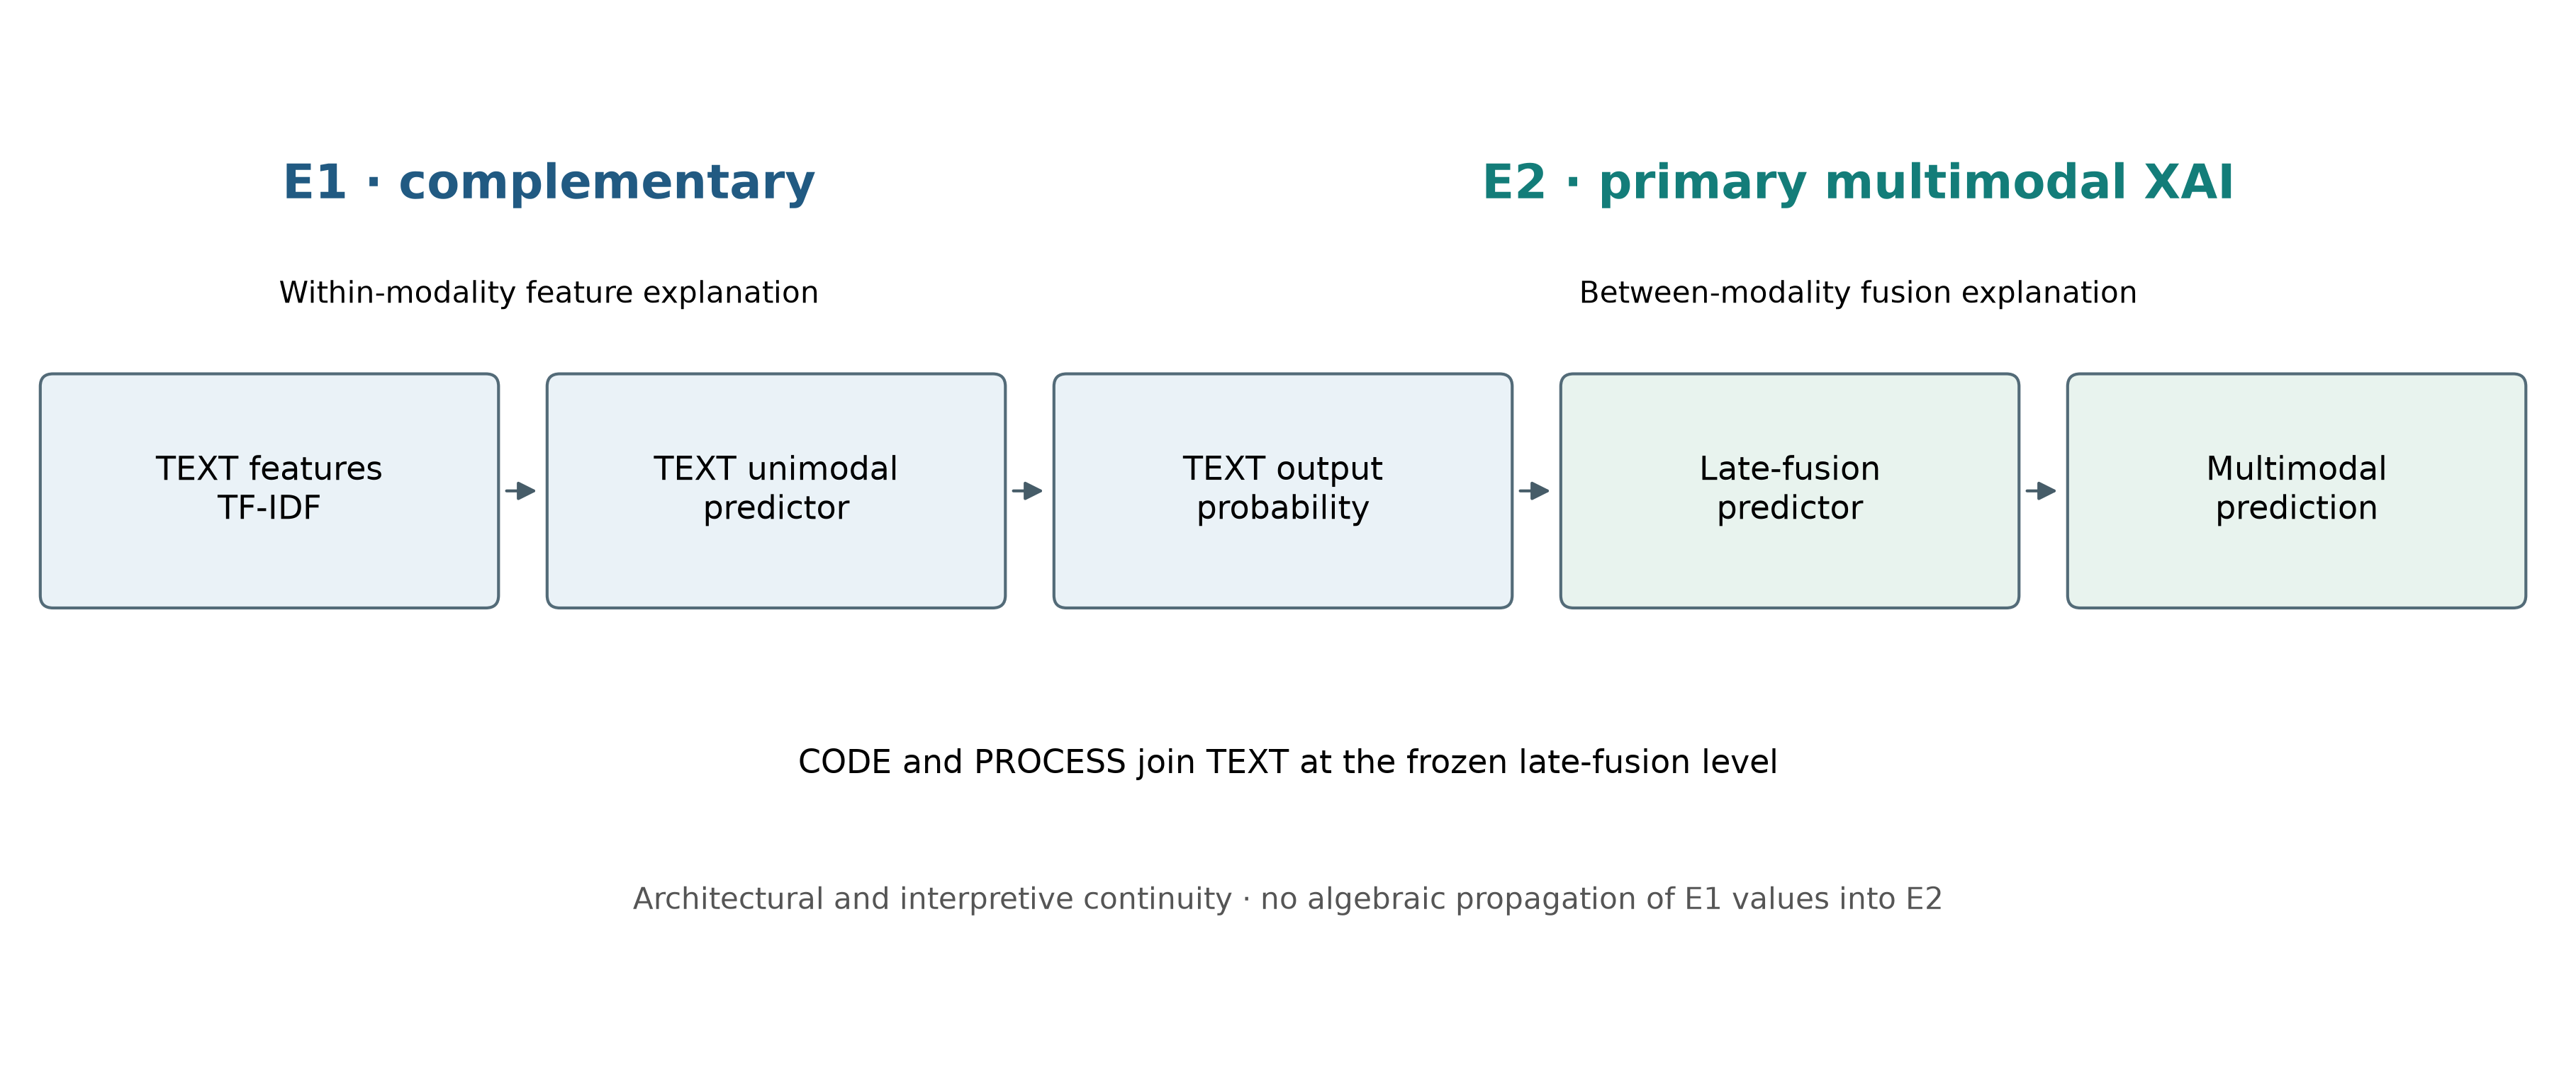 E1 · complementary
E2 · primary multimodal XAI
Within-modality feature explanation
Between-modality fusion explanation
TEXT features
TF-IDF
TEXT unimodal
predictor
TEXT output
probability
Late-fusion
predictor
Multimodal
prediction
CODE and PROCESS join TEXT at the frozen late-fusion level
Architectural and interpretive continuity · no algebraic propagation of E1 values into E2